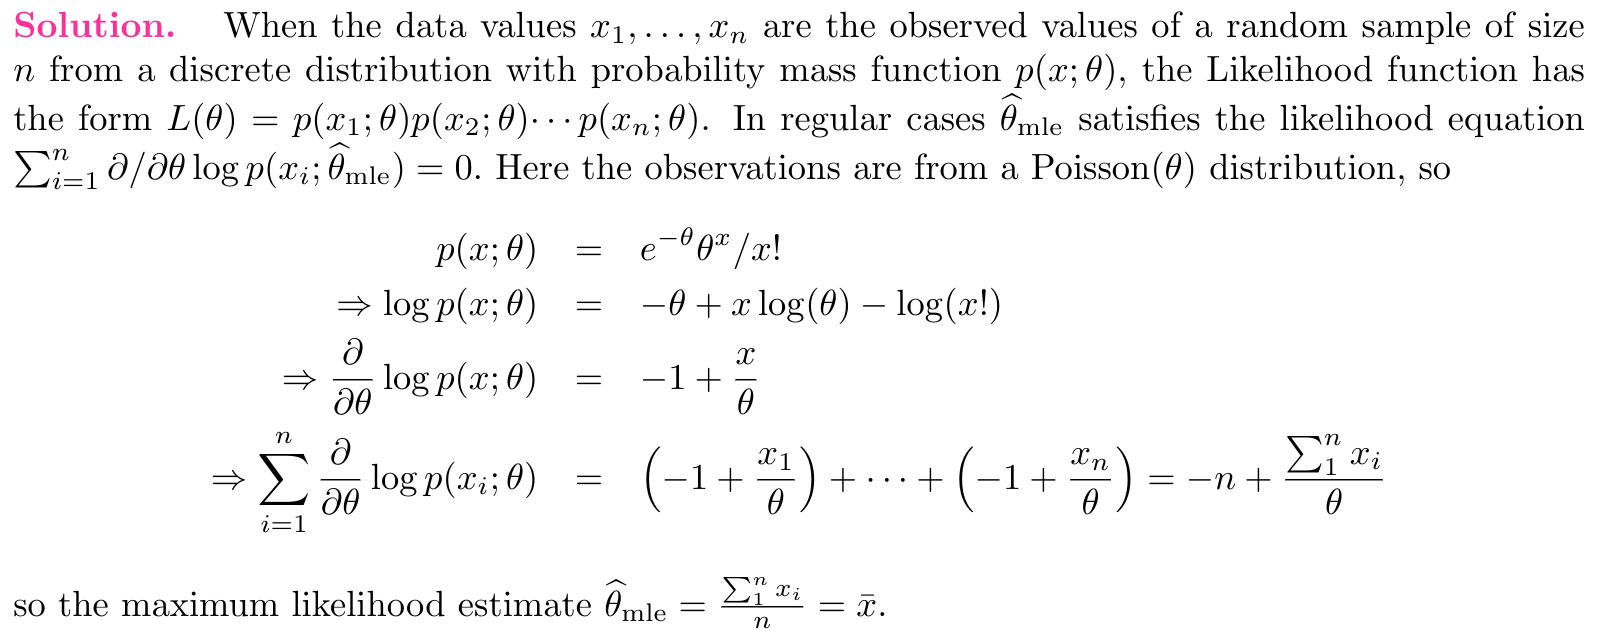 Solution. When the data values $x_1, \ldots, x_n$ are the observed values of a random sample of size
$n$ from a discrete distribution with probability mass function $p(x; \theta)$, the Likelihood function has
the form $L(\theta) = p(x_1; \theta)p(x_2; \theta) \cdots p(x_n; \theta)$. In regular cases $\widehat{\theta}_{\mathrm{mle}}$ satisfies the likelihood equation
$\sum_{i=1}^{n} \partial/\partial\theta \log p(x_i; \widehat{\theta}_{\mathrm{mle}}) = 0$. Here the observations are from a Poisson$(\theta)$ distribution, so
$p(x; \theta) = e^{-\theta}\theta^x/x!$
$\Rightarrow \log p(x; \theta) = -\theta + x\log(\theta) - \log(x!)$
$\Rightarrow \frac{\partial}{\partial\theta} \log p(x; \theta) = -1 + \frac{x}{\theta}$
$\Rightarrow \sum_{i=1}^{n} \frac{\partial}{\partial\theta} \log p(x_i; \theta) = \left(-1 + \frac{x_1}{\theta}\right) + \cdots + \left(-1 + \frac{x_n}{\theta}\right) = -n + \frac{\sum_1^n x_i}{\theta}$
so the maximum likelihood estimate $\widehat{\theta}_{\mathrm{mle}} = \frac{\sum_1^n x_i}{n} = \bar{x}$.